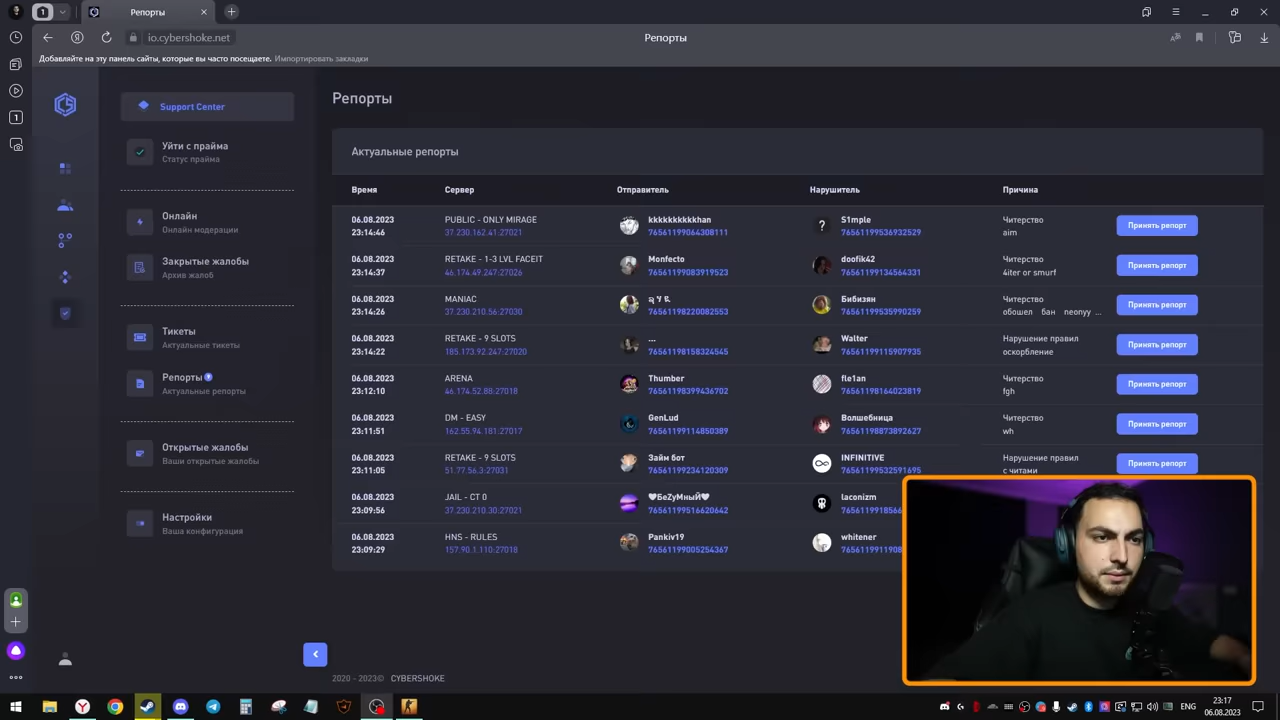 1
Репорты
io.cybershoke.net
Репорты
Добавляйте на эту панель сайты, которые вы часто посещаете. Импортировать закладки
1
Support Center
Уйти с прайма
Статус прайма
Онлайн
Онлайн модерации
Закрытые жалобы
Архив жалоб
Тикеты
Актуальные тикеты
Репорты
Актуальные репорты
Открытые жалобы
Ваши открытые жалобы
Настройки
Ваша конфигурация
Репорты
Актуальные репорты
Время Сервер Отправитель Нарушитель Причина
06.08.2023 PUBLIC - ONLY MIRAGE kkkkkkkkkkhan S1mple Читерство
23:14:46 37.230.162.41:27021 76561199064308111 76561199536932529 aim
Принять репорт
06.08.2023 RETAKE - 1-3 LVL FACEIT Monfecto doofik42 Читерство
23:14:37 46.174.49.247:27026 76561199083919523 76561199134564331 4iter or smurf
Принять репорт
06.08.2023 MANIAC Бибизян Читерство
23:14:26 37.230.210.56:27030 76561198220082553 76561199535990259 обошел бан neonyy ...
Принять репорт
06.08.2023 RETAKE - 9 SLOTS ... Walter Нарушение правил
23:14:22 185.173.92.247:27020 76561198158324545 76561199115907935 оскорбление
Принять репорт
06.08.2023 ARENA Thumber fle1an Читерство
23:12:10 46.174.52.88:27018 76561198399436702 76561198164023819 fgh
Принять репорт
06.08.2023 DM - EASY GenLud Волшебница Читерство
23:11:51 162.55.94.181:27017 76561199114850389 76561198873892627 wh
Принять репорт
06.08.2023 RETAKE - 9 SLOTS Займ бот INFINITIVE Нарушение правил
23:11:05 51.77.56.3:27031 76561199234120309 76561199532591695 с читами
Принять репорт
06.08.2023 JAIL - CT 0 🖤БеZуМныЙ🖤 laconizm
23:09:56 37.230.210.30:27021 76561199516620642 7656119918566
06.08.2023 HNS - RULES Pankiv19 whitener
23:09:29 157.90.1.110:27018 76561199005254367 7656119911908
2020 - 2023© CYBERSHOKE
ENG
23:17
06.08.2023